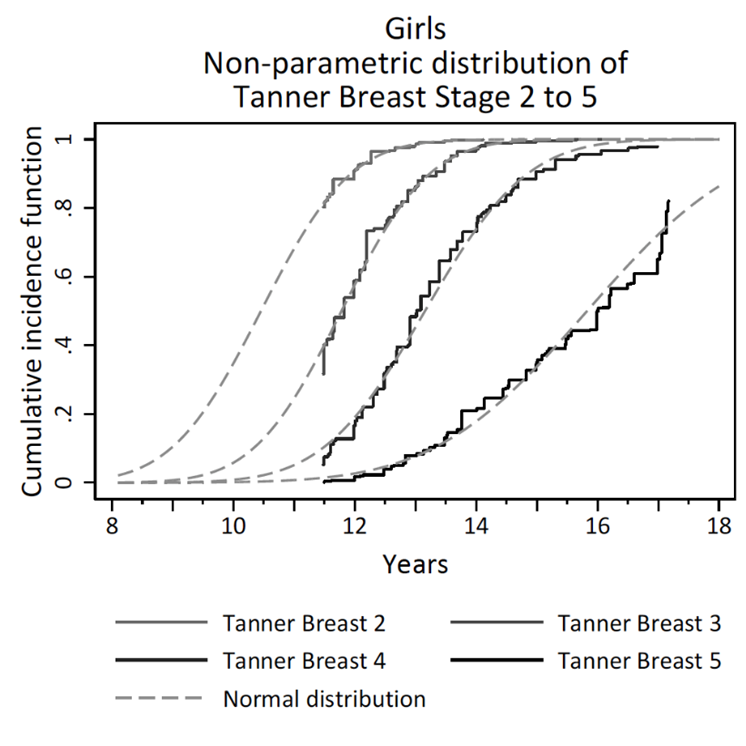 Girls
Non-parametric distribution of
Tanner Breast Stage 2 to 5
Cumulative incidence function
1
.8
.6
.4
.2
0
8 10 12 14 16 18
Years
Tanner Breast 2 Tanner Breast 3
Tanner Breast 4 Tanner Breast 5
Normal distribution